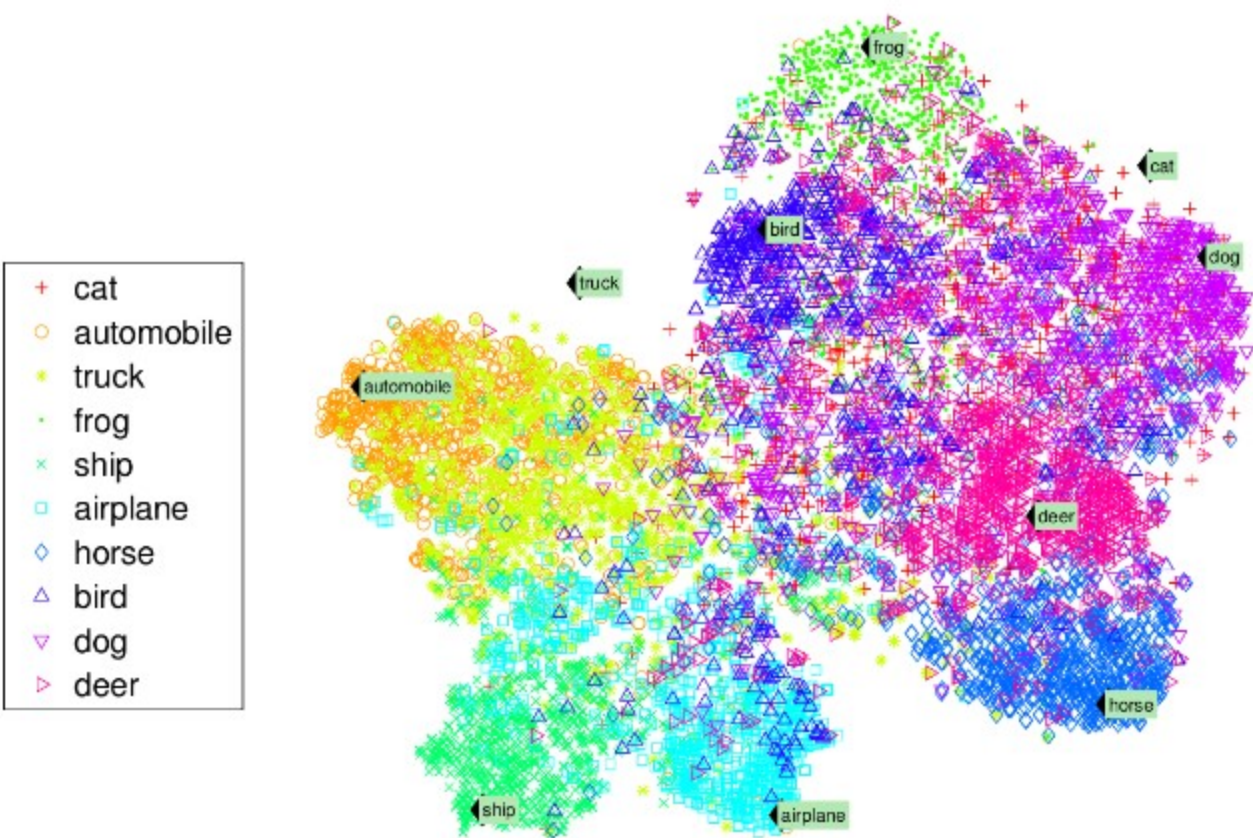 cat
automobile
truck
frog
ship
airplane
horse
bird
dog
deer
frog
cat
bird
dog
truck
automobile
deer
horse
ship
airplane